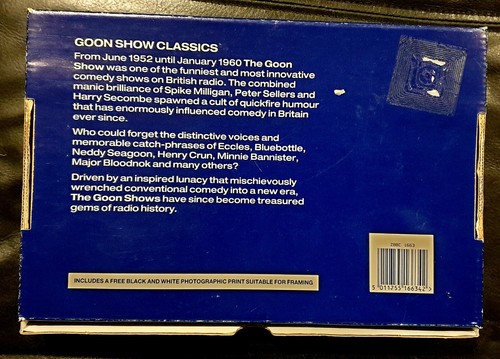 GOON SHOW CLASSICS
From June 1952 until January 1960 The Goon
Show was one of the funniest and most innovative
comedy shows on British radio. The combined
manic brilliance of Spike Milligan, Peter Sellers and
Harry Secombe spawned a cult of quickfire humour
that has enormously influenced comedy in Britain
ever since.
Who could forget the distinctive voices and
memorable catch-phrases of Eccles, Bluebottle,
Neddy Seagoon, Henry Crun, Minnie Bannister,
Major Bloodnok and many others?
Driven by an inspired lunacy that mischievously
wrenched conventional comedy into a new era,
The Goon Shows have since become treasured
gems of radio history.
INCLUDES A FREE BLACK AND WHITE PHOTOGRAPHIC PRINT SUITABLE FOR FRAMING
5 011755 166342 >